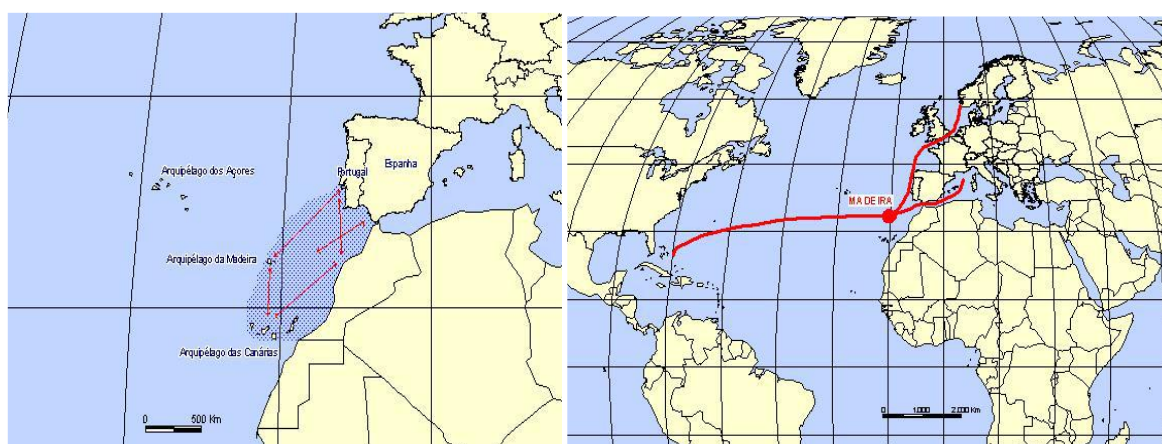 Arquipélago dos Açores
Portugal
Espanha
Arquipélago da Madeira
Arquipélago das Canárias
0 500 Km
MADEIRA
0 1.000 2.000 Km